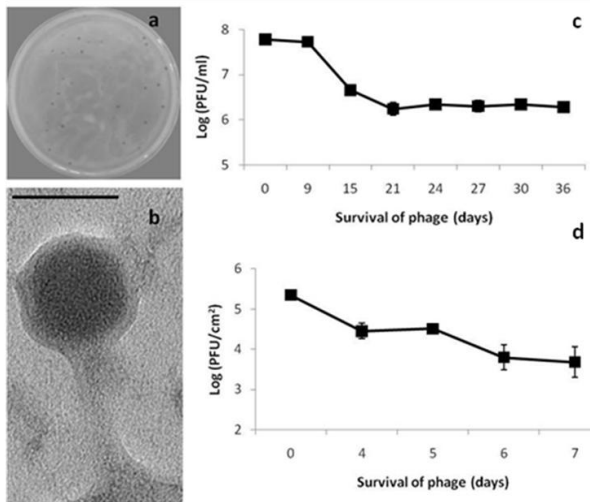 a
b
c
Log (PFU/ml)
8
7
6
5
0 9 15 21 24 27 30 36
Survival of phage (days)
d
Log (PFU/cm²)
6
5
4
3
2
0 4 5 6 7
Survival of phage (days)